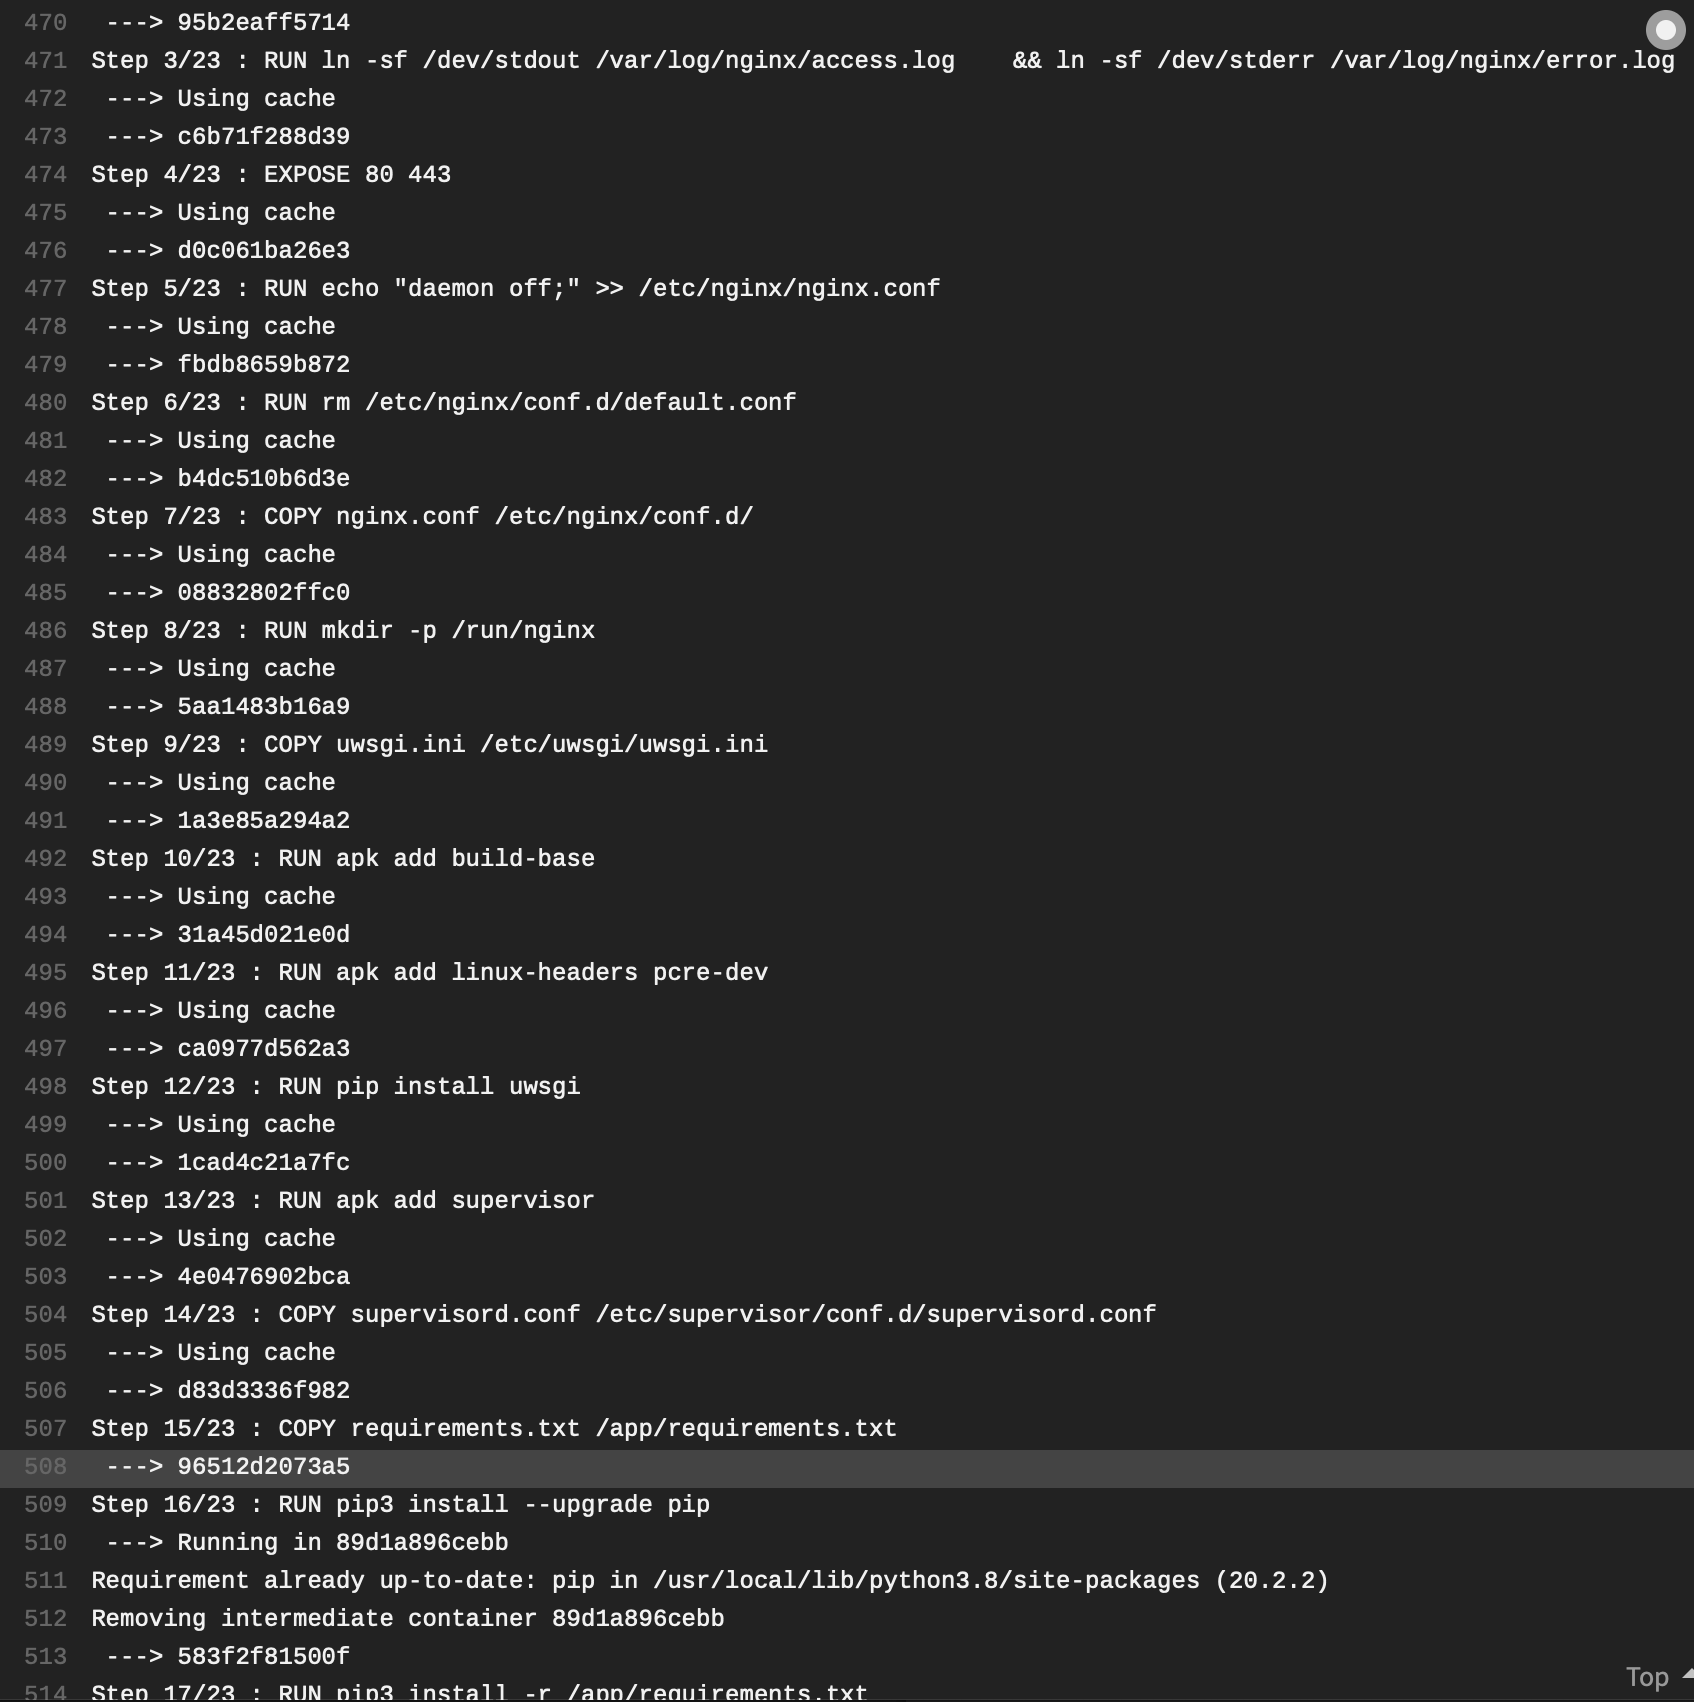 470 ---> 95b2eaff5714
471 Step 3/23 : RUN ln -sf /dev/stdout /var/log/nginx/access.log    && ln -sf /dev/stderr /var/log/nginx/error.log
472 ---> Using cache
473 ---> c6b71f288d39
474 Step 4/23 : EXPOSE 80 443
475 ---> Using cache
476 ---> d0c061ba26e3
477 Step 5/23 : RUN echo "daemon off;" >> /etc/nginx/nginx.conf
478 ---> Using cache
479 ---> fbdb8659b872
480 Step 6/23 : RUN rm /etc/nginx/conf.d/default.conf
481 ---> Using cache
482 ---> b4dc510b6d3e
483 Step 7/23 : COPY nginx.conf /etc/nginx/conf.d/
484 ---> Using cache
485 ---> 08832802ffc0
486 Step 8/23 : RUN mkdir -p /run/nginx
487 ---> Using cache
488 ---> 5aa1483b16a9
489 Step 9/23 : COPY uwsgi.ini /etc/uwsgi/uwsgi.ini
490 ---> Using cache
491 ---> 1a3e85a294a2
492 Step 10/23 : RUN apk add build-base
493 ---> Using cache
494 ---> 31a45d021e0d
495 Step 11/23 : RUN apk add linux-headers pcre-dev
496 ---> Using cache
497 ---> ca0977d562a3
498 Step 12/23 : RUN pip install uwsgi
499 ---> Using cache
500 ---> 1cad4c21a7fc
501 Step 13/23 : RUN apk add supervisor
502 ---> Using cache
503 ---> 4e0476902bca
504 Step 14/23 : COPY supervisord.conf /etc/supervisor/conf.d/supervisord.conf
505 ---> Using cache
506 ---> d83d3336f982
507 Step 15/23 : COPY requirements.txt /app/requirements.txt
508 ---> 96512d2073a5
509 Step 16/23 : RUN pip3 install --upgrade pip
510 ---> Running in 89d1a896cebb
511 Requirement already up-to-date: pip in /usr/local/lib/python3.8/site-packages (20.2.2)
512 Removing intermediate container 89d1a896cebb
513 ---> 583f2f81500f
514 Step 17/23 : RUN pip3 install -r /app/requirements.txt
Top